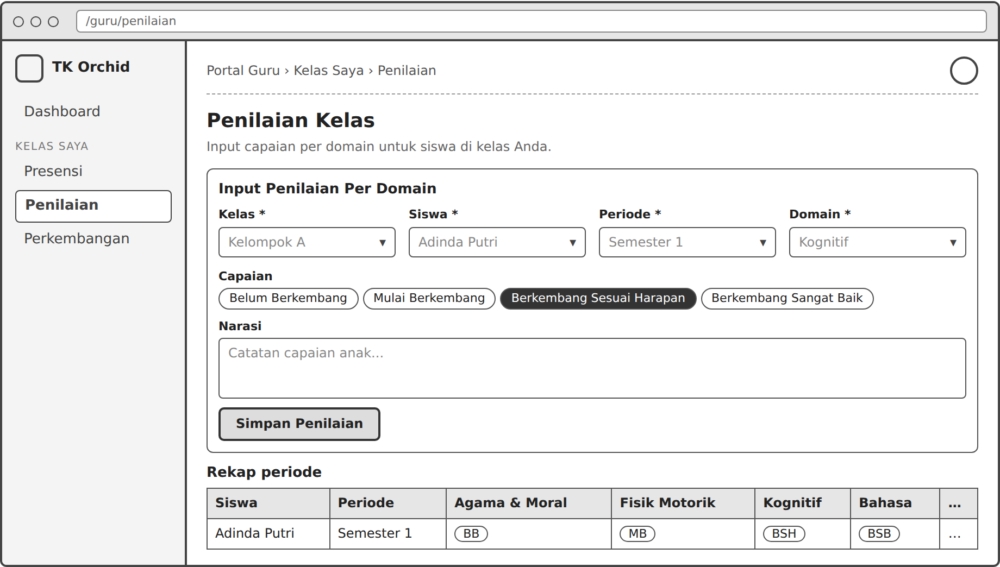 /guru/penilaian
TK Orchid
Dashboard
KELAS SAYA
Presensi
Penilaian
Perkembangan
Portal Guru › Kelas Saya › Penilaian
Penilaian Kelas
Input capaian per domain untuk siswa di kelas Anda.
Input Penilaian Per Domain
Kelas * Siswa * Periode * Domain *
Kelompok A ▼ Adinda Putri ▼ Semester 1 ▼ Kognitif ▼
Capaian
Belum Berkembang Mulai Berkembang Berkembang Sesuai Harapan Berkembang Sangat Baik
Narasi
Catatan capaian anak...
Simpan Penilaian
Rekap periode
Siswa Periode Agama & Moral Fisik Motorik Kognitif Bahasa ...
Adinda Putri Semester 1 BB MB BSH BSB ...